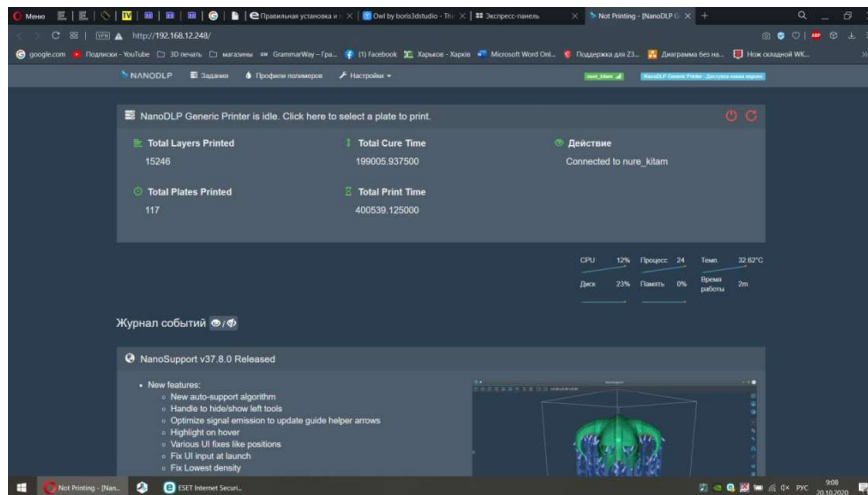 Меню
Правильная установка и
Owl by boris3dstudio - Thi
Экспресс-панель
Not Printing - [NanoDLP G
VPN
http://192.168.12.248/
google.com
Подписки - YouTube
3D печать
магазины
GrammarWay – Гра...
(1) Facebook
Харьков - Харків
Microsoft Word Onl...
Поддержка для Z3...
Диаграмма без на...
Нож складной WK...
NANODLP
Задания
Профили полимеров
Настройки
nure_kitam
NanoDLP Generic Printer is idle. Click here to select a plate to print.
Total Layers Printed
Total Cure Time
Действие
15246
199005.937500
Connected to nure_kitam
Total Plates Printed
Total Print Time
117
400539.125000
CPU 12% Процесс 24 Темп. 32.62°C
Диск 23% Память 0% Время работы 2m
Журнал событий
NanoSupport v37.8.0 Released
New features:
New auto-support algorithm
Handle to hide/show left tools
Optimize signal emission to update guide helper arrows
Highlight on hover
Various UI fixes like positions
Fix UI input at launch
Fix Lowest density
Not Printing - [Nan...
ESET Internet Securi...
РУС
9:08
20.10.2020